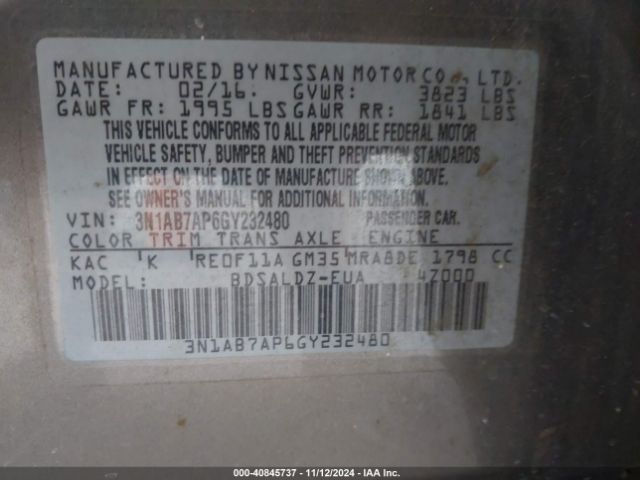 MANUFACTURED BY NISSAN MOTOR CO., LTD.
DATE: 02/16. GVWR: 3823 LBS
GAWR FR: 1995 LBS GAWR RR: 1841 LBS
THIS VEHICLE CONFORMS TO ALL APPLICABLE FEDERAL MOTOR
VEHICLE SAFETY, BUMPER AND THEFT PREVENTION STANDARDS
IN EFFECT ON THE DATE OF MANUFACTURE SHOWN ABOVE.
SEE OWNER'S MANUAL FOR ADDITIONAL INFORMATION.
VIN: 3N1AB7AP6GY232480 PASSENGER CAR.
COLOR TRIM TRANS AXLE ENGINE
KAC K RE0F11A GM35 MRA8DE 1798 CC
MODEL: BDSALDZ-EUA 4Z000
3N1AB7AP6GY232480
000-40845737 - 11/12/2024 - IAA Inc.